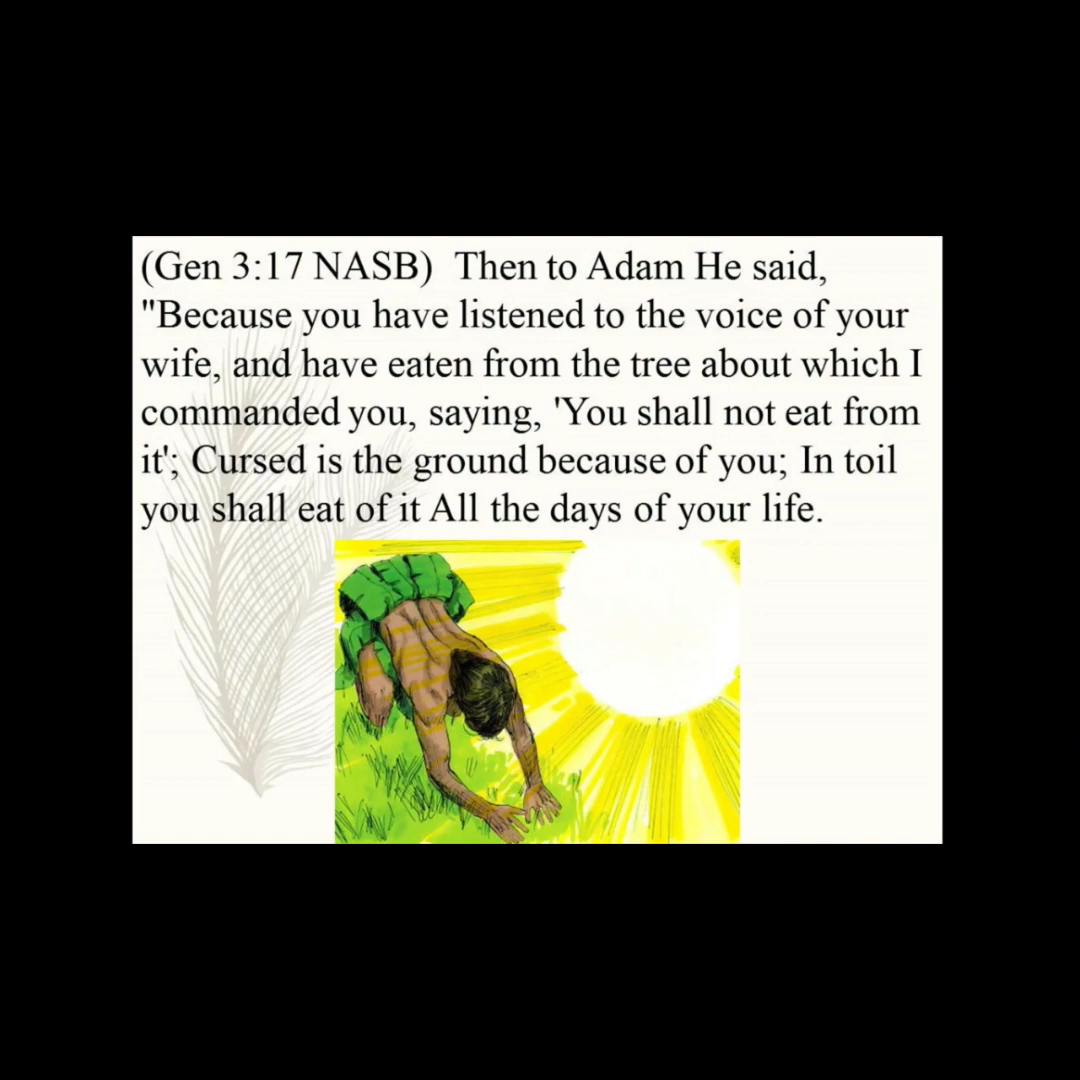 (Gen 3:17 NASB)  Then to Adam He said,
"Because you have listened to the voice of your
wife, and have eaten from the tree about which I
commanded you, saying, 'You shall not eat from
it'; Cursed is the ground because of you; In toil
you shall eat of it All the days of your life.